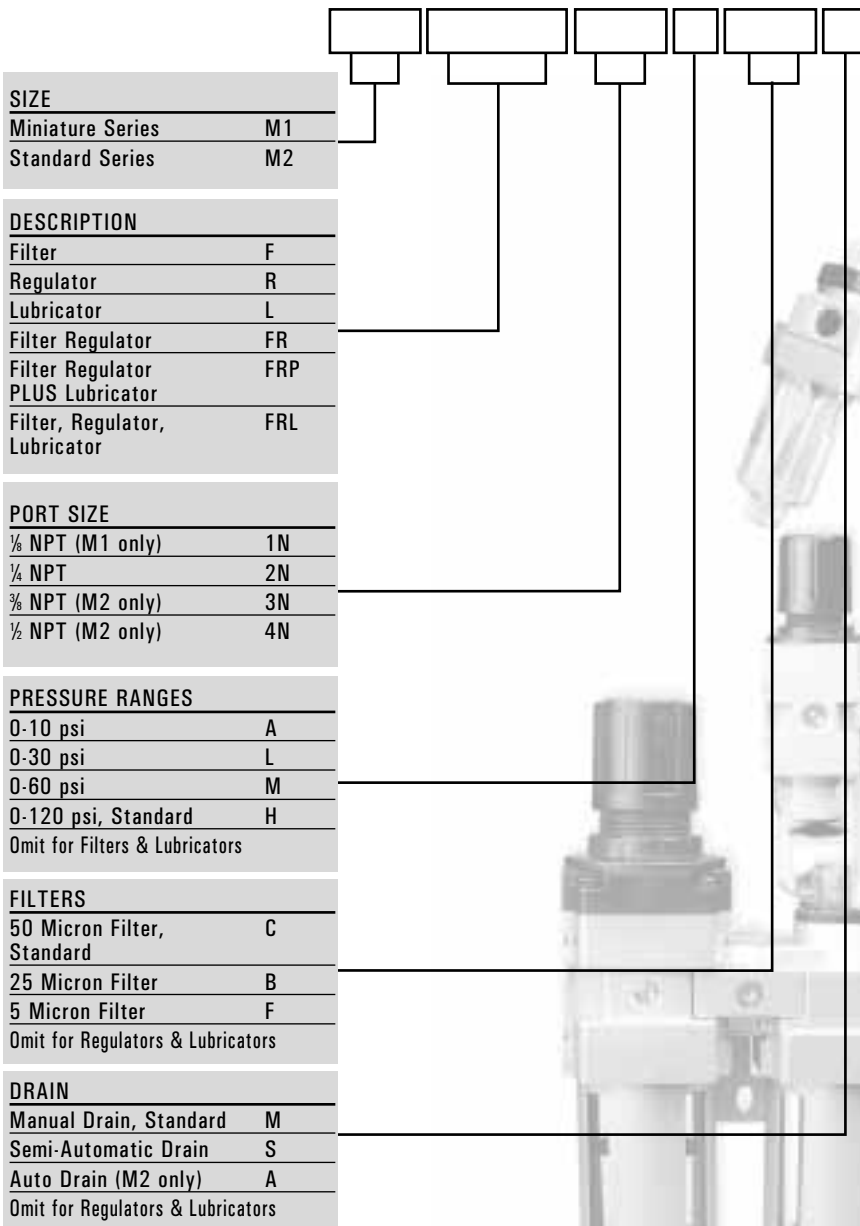 SIZE
Miniature Series M1
Standard Series M2
DESCRIPTION
Filter F
Regulator R
Lubricator L
Filter Regulator FR
Filter Regulator FRP
PLUS Lubricator
Filter, Regulator, FRL
Lubricator
PORT SIZE
⅛ NPT (M1 only) 1N
¼ NPT 2N
⅜ NPT (M2 only) 3N
½ NPT (M2 only) 4N
PRESSURE RANGES
0-10 psi A
0-30 psi L
0-60 psi M
0-120 psi, Standard H
Omit for Filters & Lubricators
FILTERS
50 Micron Filter, C
Standard
25 Micron Filter B
5 Micron Filter F
Omit for Regulators & Lubricators
DRAIN
Manual Drain, Standard M
Semi-Automatic Drain S
Auto Drain (M2 only) A
Omit for Regulators & Lubricators